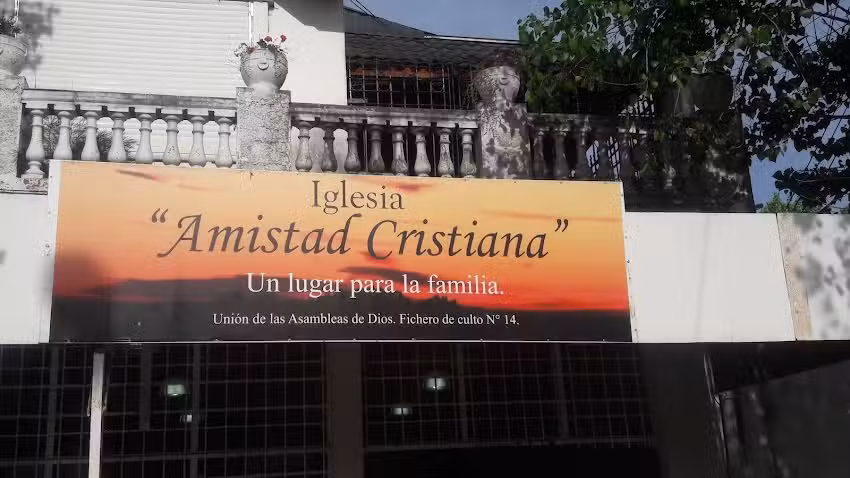 Iglesia
“Amistad Cristiana”
Un lugar para la familia.
Unión de las Asambleas de Dios. Fichero de culto N° 14.